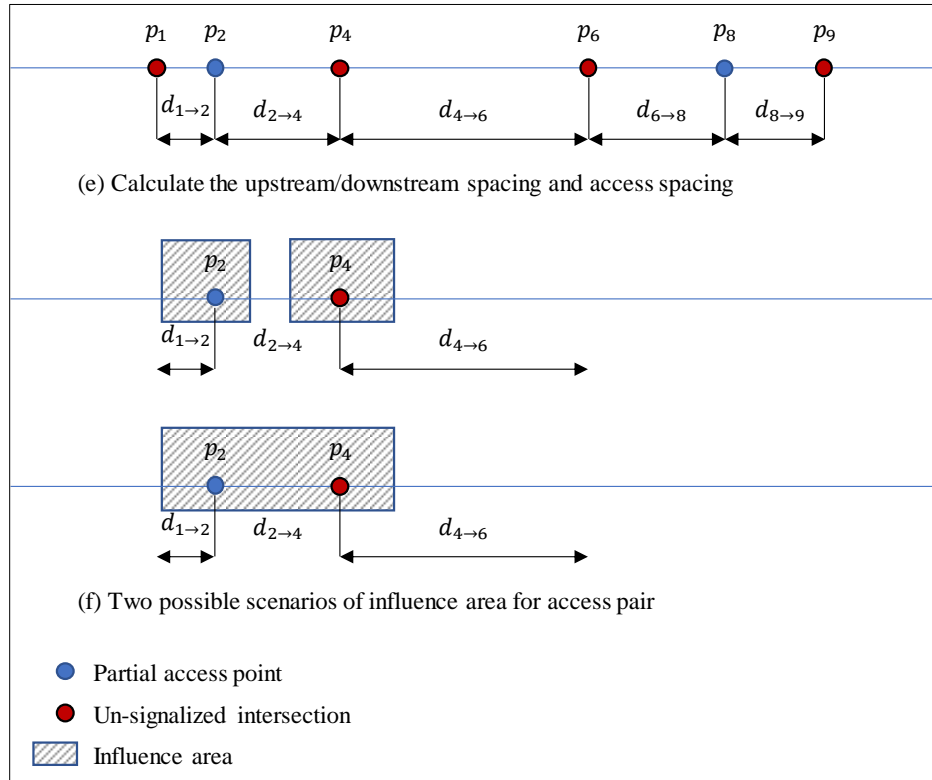 p₁ p₂ p₄ p₆ p₈ p₉
d₁→₂ d₂→₄ d₄→₆ d₆→₈ d₈→₉
(e) Calculate the upstream/downstream spacing and access spacing
p₂ p₄
d₁→₂ d₂→₄ d₄→₆
p₂ p₄
d₁→₂ d₂→₄ d₄→₆
(f) Two possible scenarios of influence area for access pair
Partial access point
Un-signalized intersection
Influence area